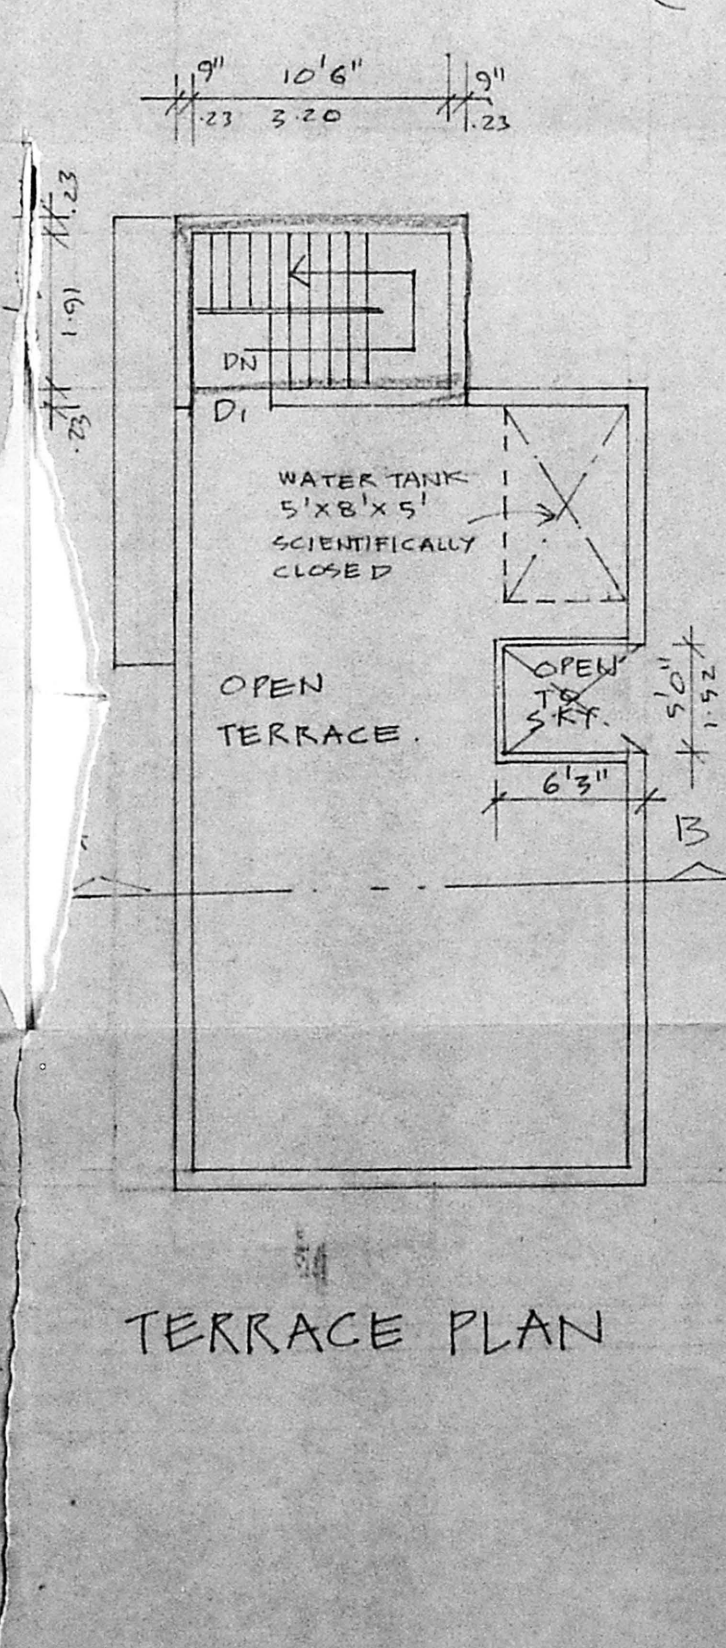 9" 10'6" 9"
.23 3.20 .23
.23
1.91
.23
DN
D1
WATER TANK
5'X8'X5'
SCIENTIFICALLY
CLOSED
OPEN
TERRACE.
OPEN
TO
SKY.
5'0"
1.52
6'3"
B
TERRACE PLAN